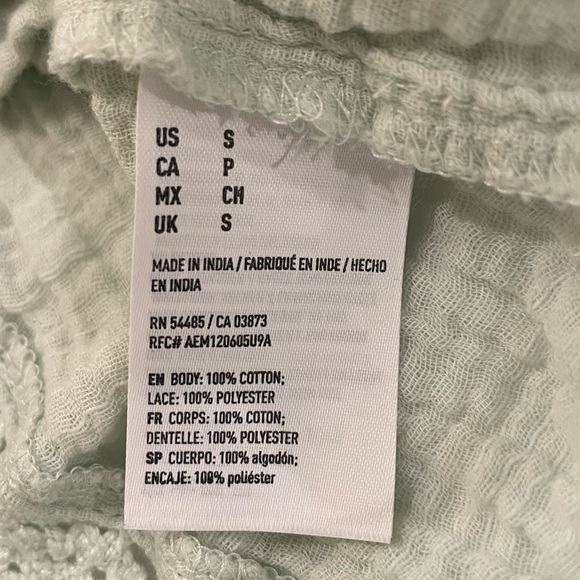 US S
CA P
MX CH
UK S
MADE IN INDIA / FABRIQUÉ EN INDE / HECHO
EN INDIA
RN 54485 / CA 03873
RFC# AEM120605U9A
EN BODY: 100% COTTON;
LACE: 100% POLYESTER
FR CORPS: 100% COTON;
DENTELLE: 100% POLYESTER
SP CUERPO: 100% algodón;
ENCAJE: 100% poliéster